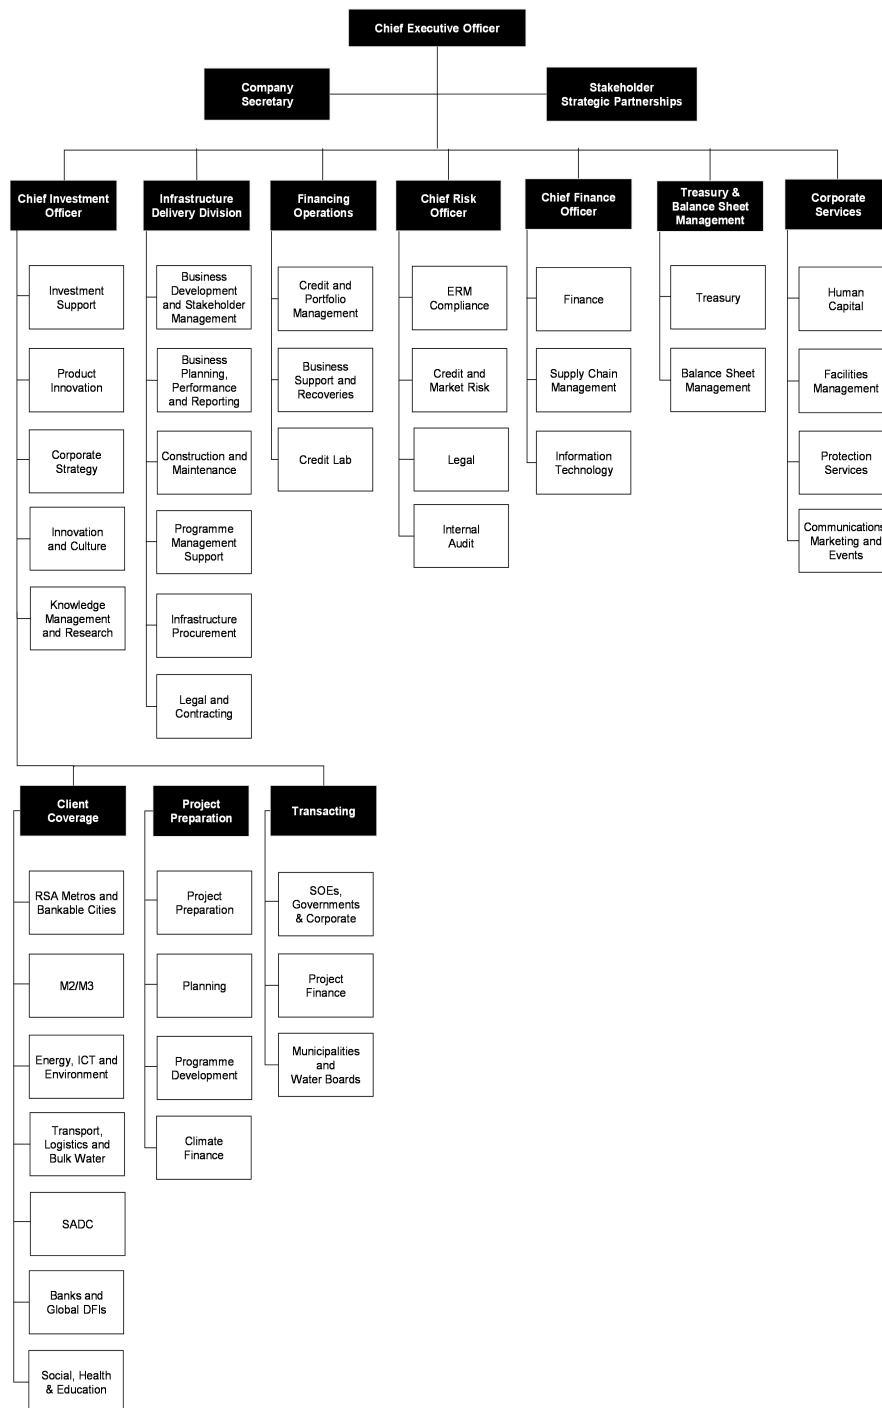 Chief Executive Officer
Company
Secretary
Stakeholder
Strategic Partnerships
Chief Investment
Officer
Infrastructure
Delivery Division
Financing
Operations
Chief Risk
Officer
Chief Finance
Officer
Treasury &
Balance Sheet
Management
Corporate
Services
Investment
Support
Product
Innovation
Corporate
Strategy
Innovation
and Culture
Knowledge
Management
and Research
Business
Development
and Stakeholder
Management
Business
Planning,
Performance
and Reporting
Construction and
Maintenance
Programme
Management
Support
Infrastructure
Procurement
Legal and
Contracting
Credit and
Portfolio
Management
Business
Support and
Recoveries
Credit Lab
ERM
Compliance
Credit and
Market Risk
Legal
Internal
Audit
Finance
Supply Chain
Management
Information
Technology
Treasury
Balance Sheet
Management
Human
Capital
Facilities
Management
Protection
Services
Communications
Marketing and
Events
Client
Coverage
Project
Preparation
Transacting
RSA Metros and
Bankable Cities
M2/M3
Energy, ICT and
Environment
Transport,
Logistics and
Bulk Water
SADC
Banks and
Global DFIs
Social, Health
& Education
Project
Preparation
Planning
Programme
Development
Climate
Finance
SOEs,
Governments
& Corporate
Project
Finance
Municipalities
and
Water Boards